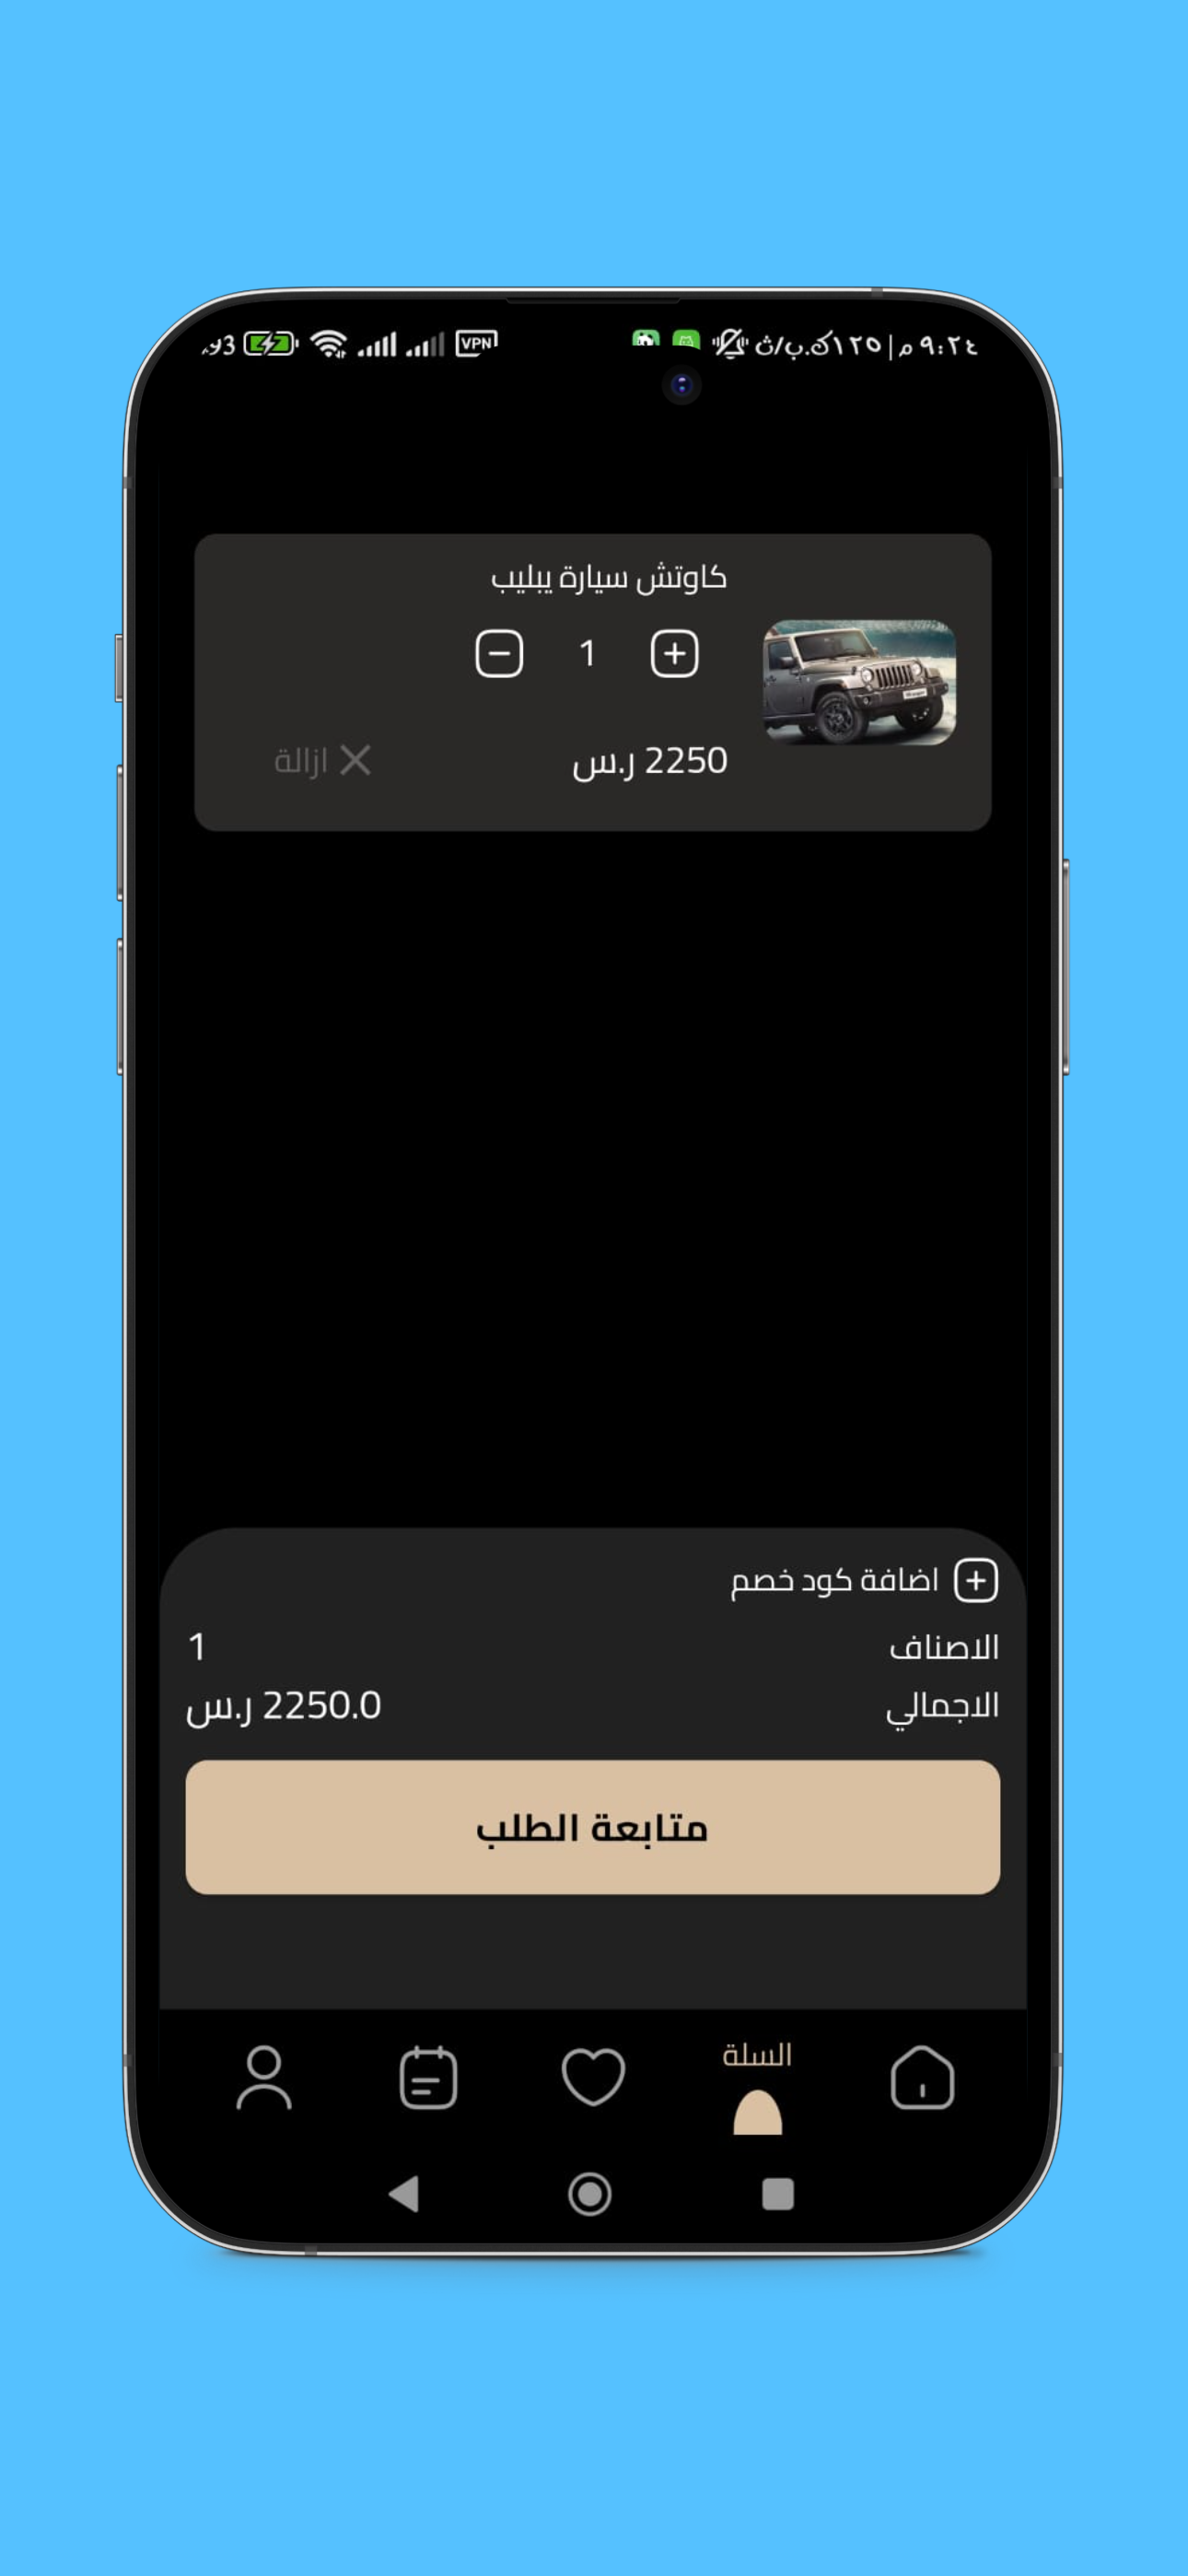 ٩:٢٤ م | ١٢٥ك.ب/ث
VPN
كاوتش سيارة يبليب
1
2250 ر.س
ازالة
اضافة كود خصم
الاصناف 1
الاجمالي 2250.0 ر.س
متابعة الطلب
السلة